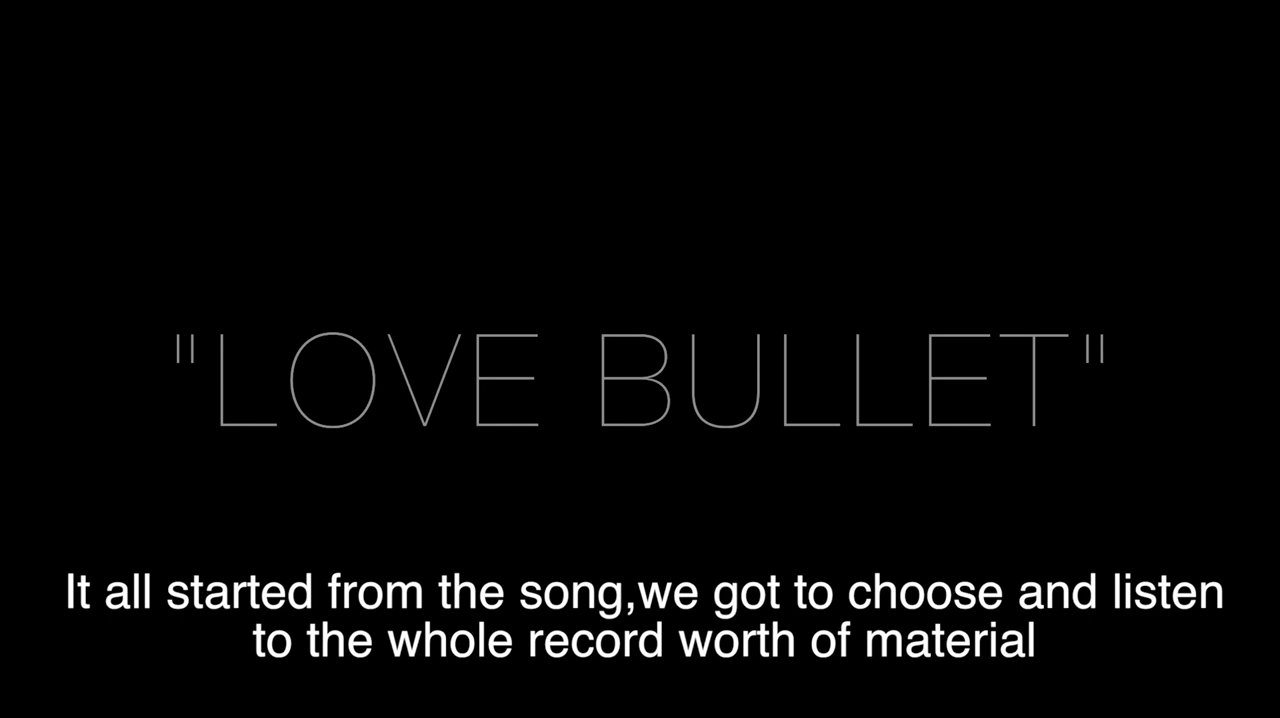 "LOVE BULLET"
It all started from the song,we got to choose and listen
to the whole record worth of material